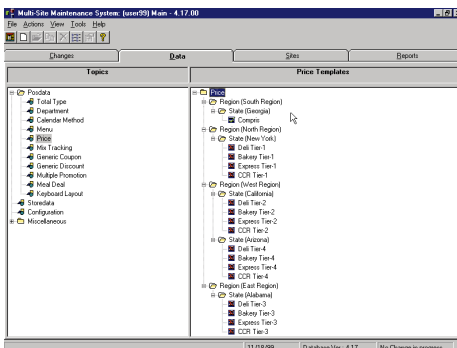 Multi-Site Maintenance System: (user99) Main - 4.17.00
File Actions View Tools Help
Changes Data Sites Reports
Topics
Posdata
Total Type
Department
Calendar Method
Menu
Price
Mix Tracking
Generic Coupon
Generic Discount
Multiple Promotion
Meal Deal
Keyboard Layout
Storedata
Configuration
Miscellaneous
Price Templates
Price
Region (South Region)
State (Georgia)
Compris
Region (North Region)
State (New York)
Deli Tier-1
Bakery Tier-1
Express Tier-1
CCR Tier-1
Region (West Region)
State (California)
Deli Tier-2
Bakery Tier-2
Express Tier-2
CCR Tier-2
State (Arizona)
Deli Tier-4
Bakery Tier-4
Express Tier-4
CCR Tier-4
Region (East Region)
State (Alabama)
Deli Tier-3
Bakery Tier-3
Express Tier-3
CCR Tier-3
11/18/99 Database Ver.: 4.17 No Change in progress